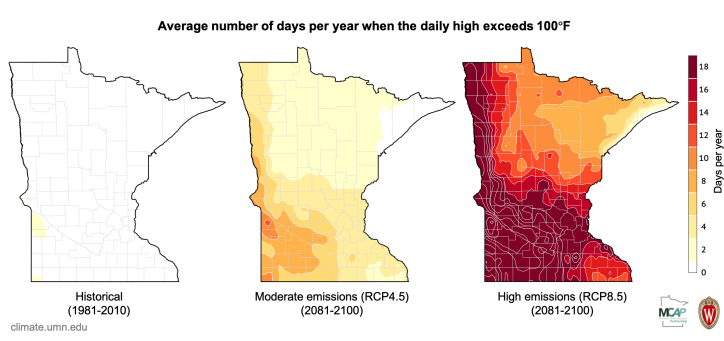 Average number of days per year when the daily high exceeds 100°F
18
16
14
12
10
8
6
4
2
0
Days per year
Historical
(1981-2010)
Moderate emissions (RCP4.5)
(2081-2100)
High emissions (RCP8.5)
(2081-2100)
climate.umn.edu
MCAP
W